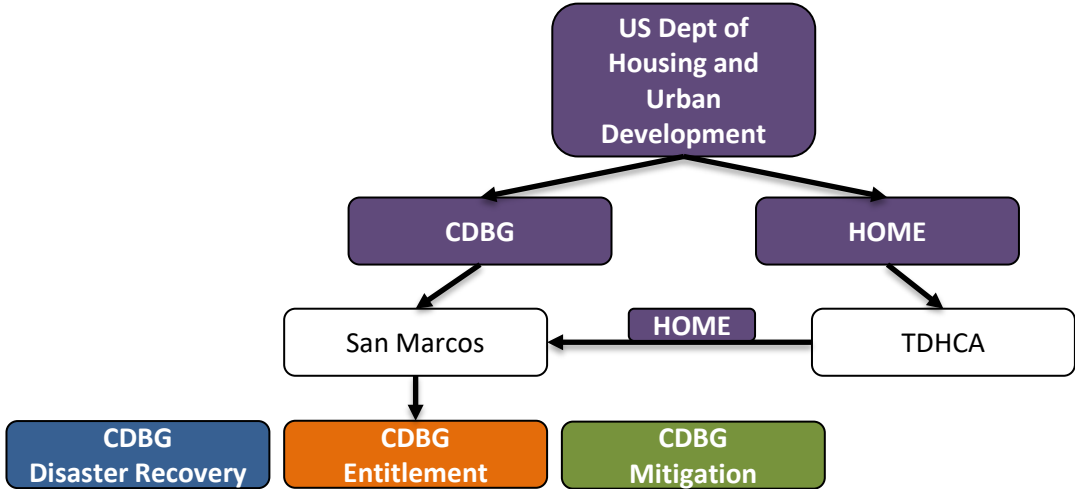 US Dept of
Housing and
Urban
Development
CDBG
HOME
San Marcos
HOME
TDHCA
CDBG
Disaster Recovery
CDBG
Entitlement
CDBG
Mitigation